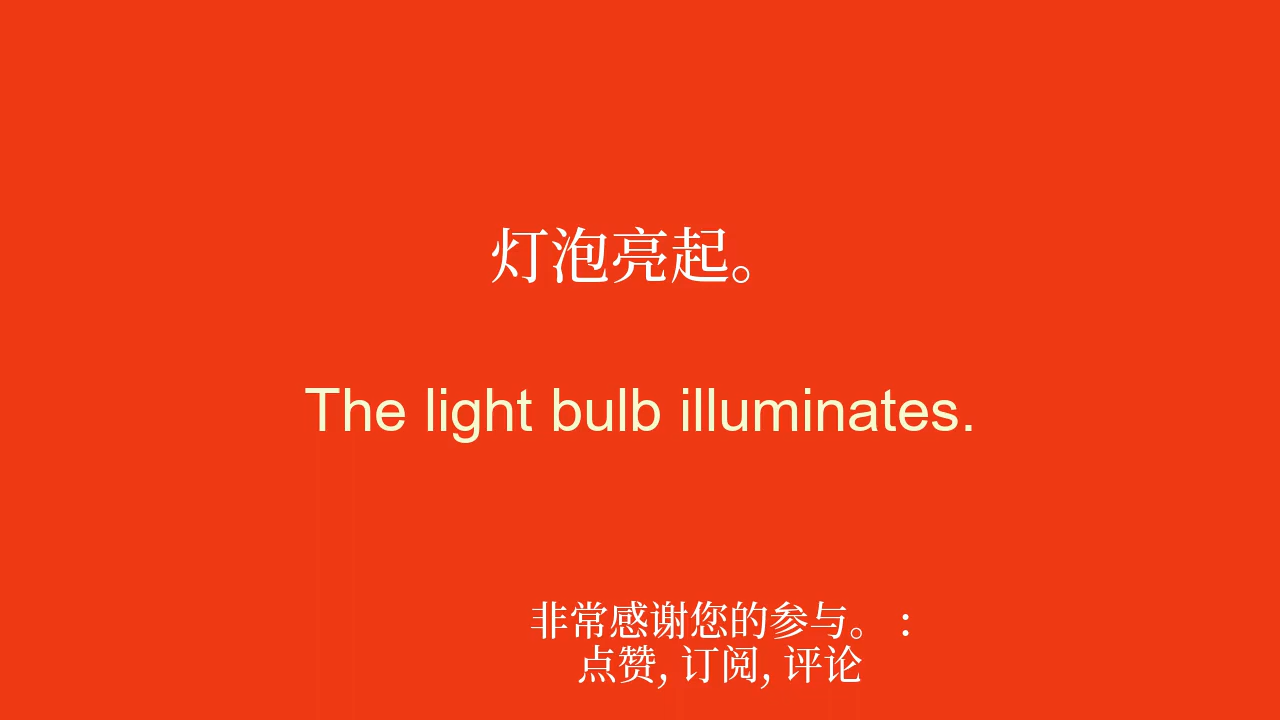 灯泡亮起。
The light bulb illuminates.
非常感谢您的参与。 :
点赞, 订阅, 评论